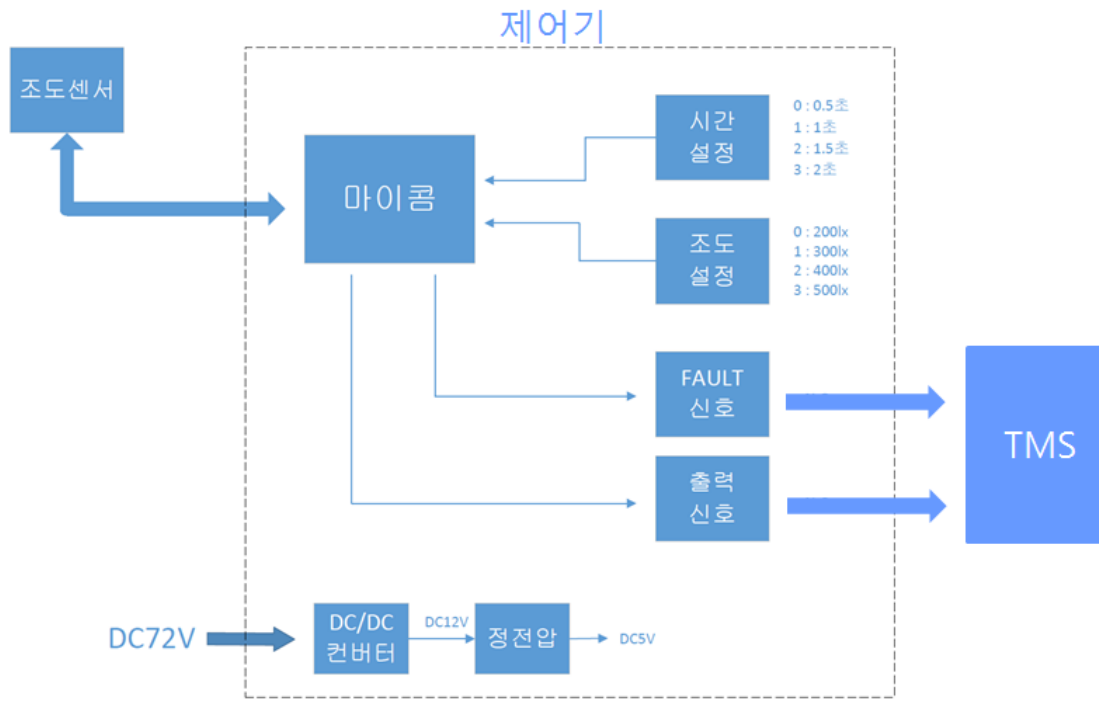 제어기
조도센서
마이콤
시간
설정
0 : 0.5초
1 : 1초
2 : 1.5초
3 : 2초
조도
설정
0 : 200lx
1 : 300lx
2 : 400lx
3 : 500lx
FAULT
신호
출력
신호
TMS
DC72V
DC/DC
컨버터
DC12V
정전압
DC5V